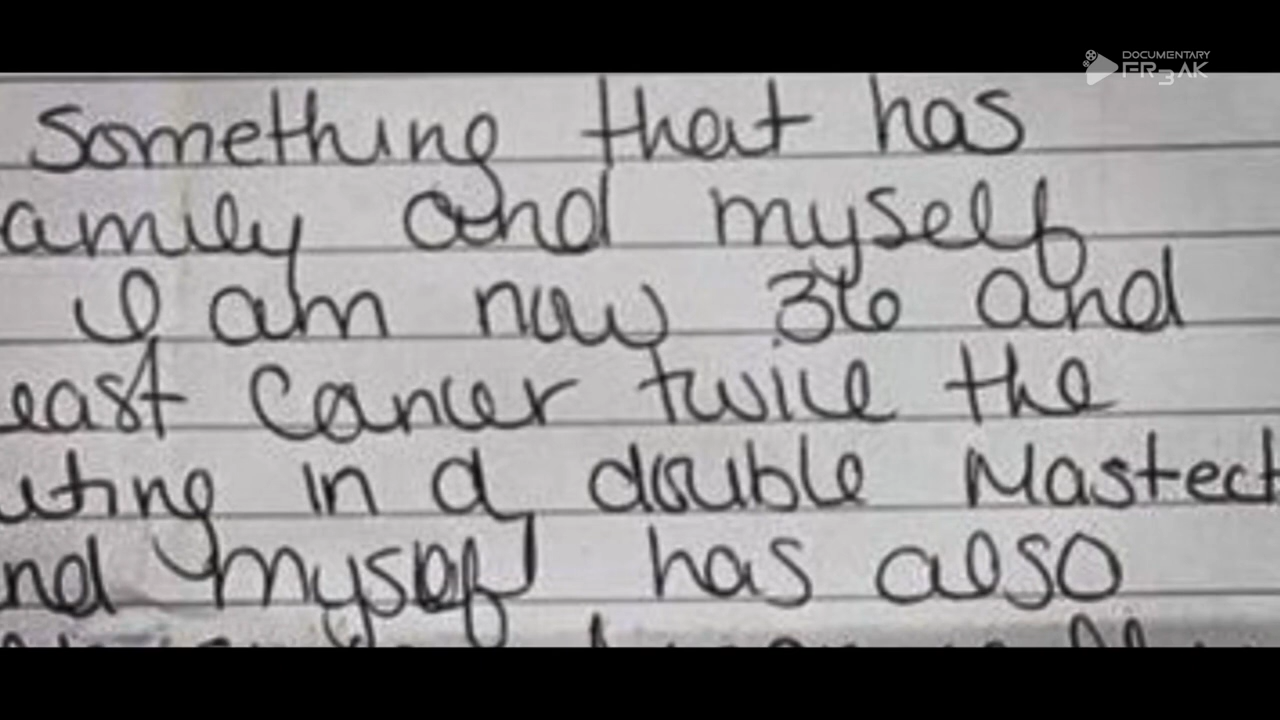 DOCUMENTARY
FR3AK
something that has
amily and myself
I am now 36 and
east Cancer twice the
uting in a double Mastect
nd myself has also